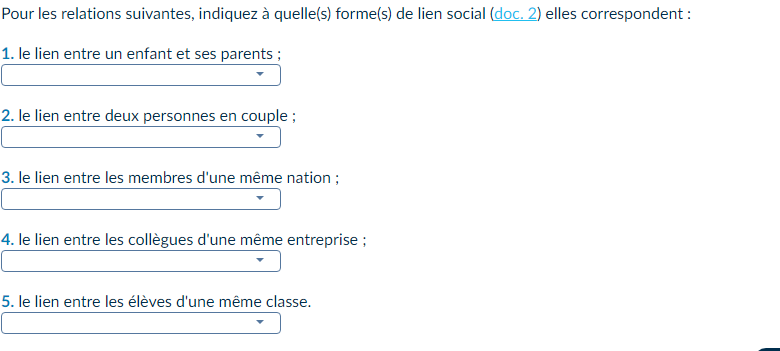 Pour les relations suivantes, indiquez à quelle(s) forme(s) de lien social (doc. 2) elles correspondent :
1. le lien entre un enfant et ses parents ;
2. le lien entre deux personnes en couple ;
3. le lien entre les membres d'une même nation ;
4. le lien entre les collègues d'une même entreprise ;
5. le lien entre les élèves d'une même classe.